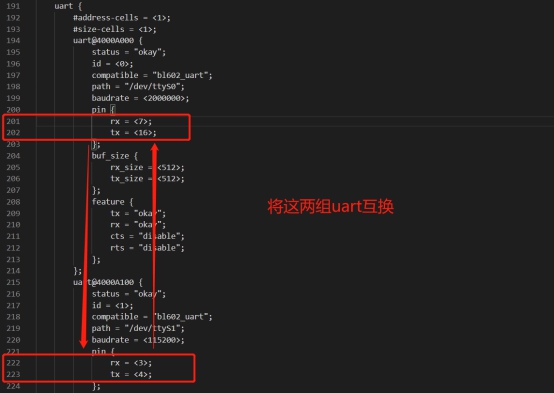 191 uart {
192 #address-cells = <1>;
193 #size-cells = <1>;
194 uart@4000A000 {
195 status = "okay";
196 id = <0>;
197 compatible = "bl602_uart";
198 path = "/dev/ttyS0";
199 baudrate = <2000000>;
200 pin {
201 rx = <7>;
202 tx = <16>;
203 };
204 buf_size {
205 rx_size = <512>;
206 tx_size = <512>;
207 };
208 feature {
209 tx = "okay";
210 rx = "okay";
211 cts = "disable";
212 rts = "disable";
213 };
214 };
215 uart@4000A100 {
216 status = "okay";
217 id = <1>;
218 compatible = "bl602_uart";
219 path = "/dev/ttyS1";
220 baudrate = <115200>;
221 pin {
222 rx = <3>;
223 tx = <4>;
224 };
将这两组uart互换